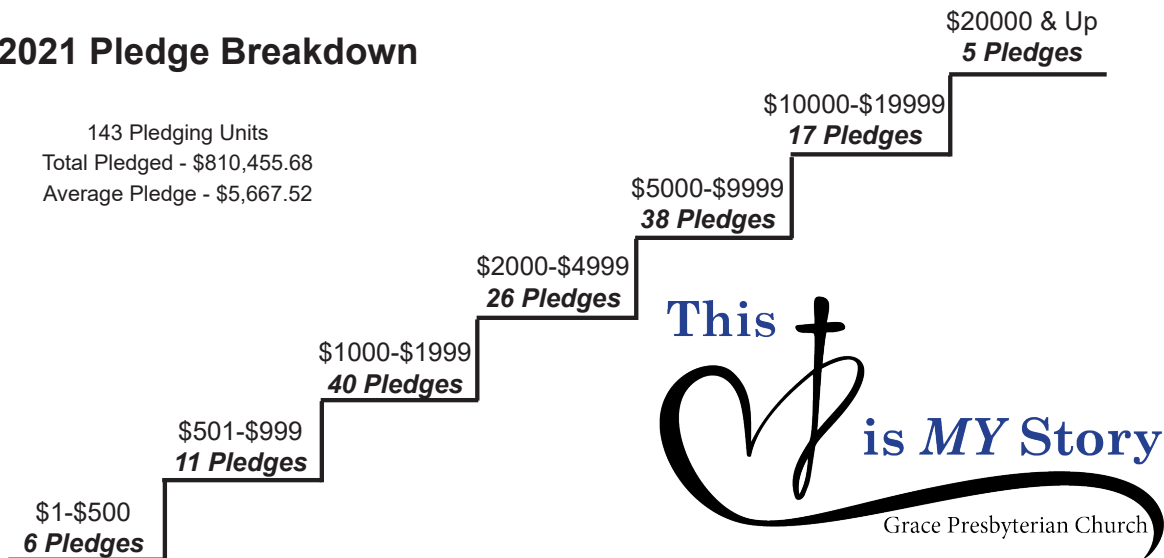 2021 Pledge Breakdown
143 Pledging Units
Total Pledged - $810,455.68
Average Pledge - $5,667.52
$20000 & Up
5 Pledges
$10000-$19999
17 Pledges
$5000-$9999
38 Pledges
$2000-$4999
26 Pledges
$1000-$1999
40 Pledges
$501-$999
11 Pledges
$1-$500
6 Pledges
This
is MY Story
Grace Presbyterian Church